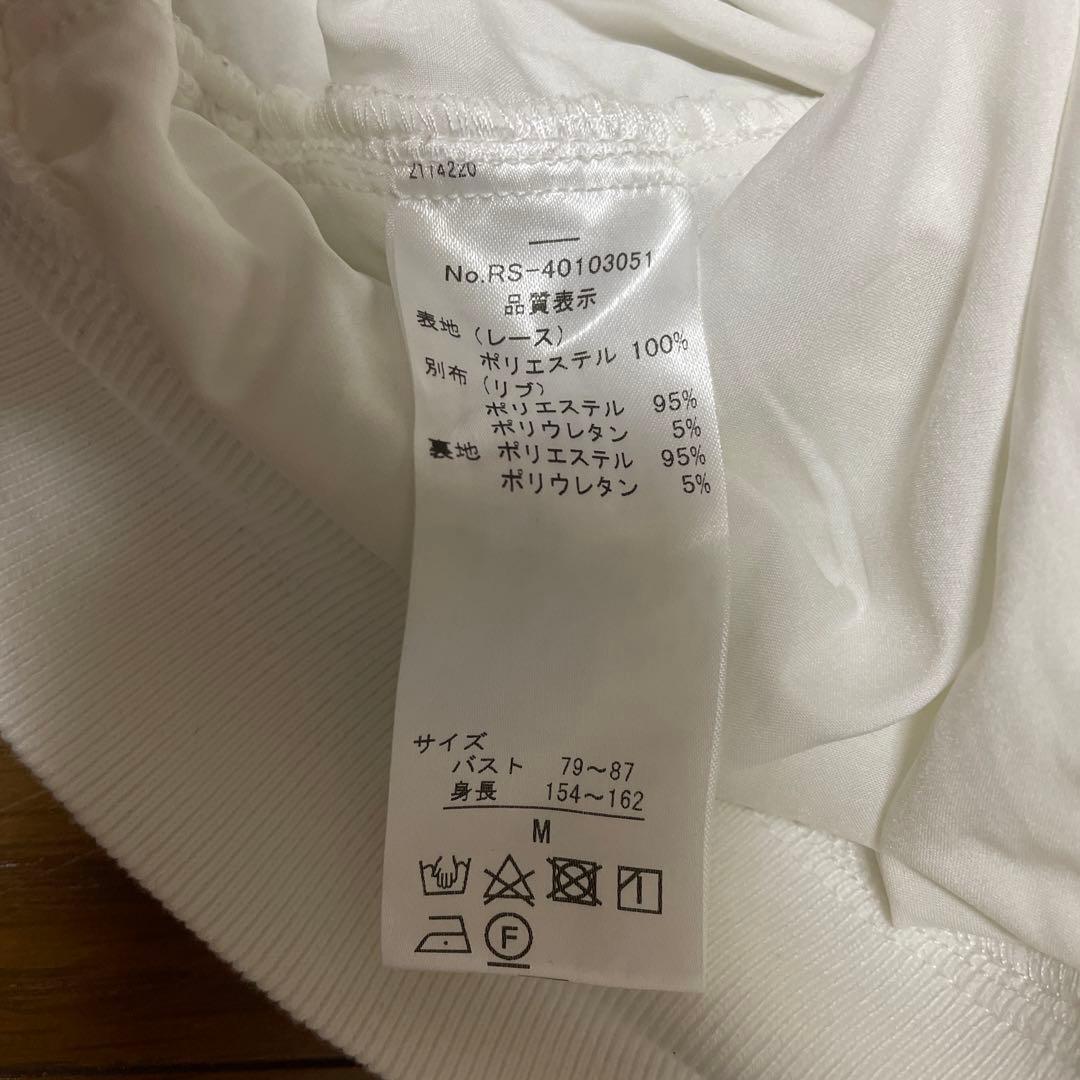 2114220
No.RS-40103051
品質表示
表地(レース)
ポリエステル 100%
別布(リブ)
ポリエステル 95%
ポリウレタン 5%
裏地 ポリエステル 95%
ポリウレタン 5%
サイズ
バスト 79~87
身長 154~162
M
F